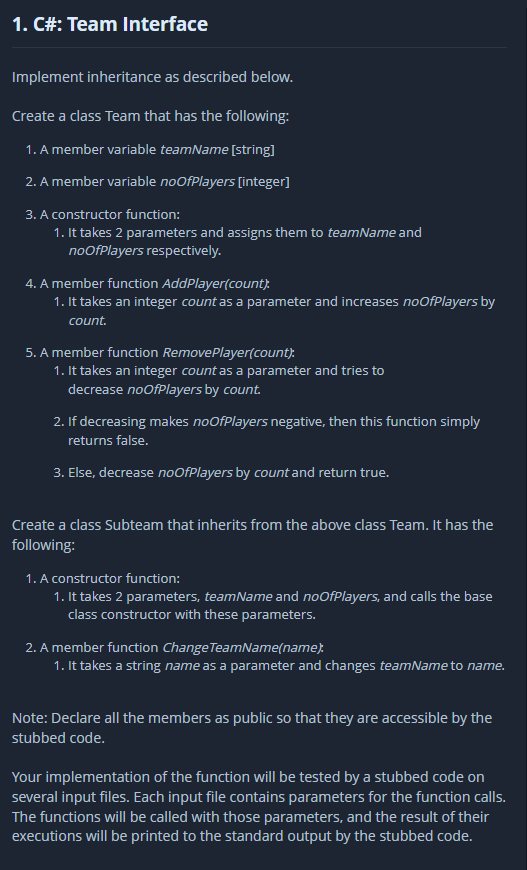 1. C#: Team Interface
Implement inheritance as described below.
Create a class Team that has the following:
1. A member variable teamName [string]
2. A member variable noOfPlayers [integer]
3. A constructor function:
1. It takes 2 parameters and assigns them to teamName and
noOfPlayers respectively.
4. A member function AddPlayer(count):
1. It takes an integer count as a parameter and increases noOfPlayers by
count.
5. A member function RemovePlayer(count):
1. It takes an integer count as a parameter and tries to
decrease noOfPlayers by count.
2. If decreasing makes noOfPlayers negative, then this function simply
returns false.
3. Else, decrease noOfPlayers by count and return true.
Create a class Subteam that inherits from the above class Team. It has the
following:
1. A constructor function:
1. It takes 2 parameters, teamName and noOfPlayers, and calls the base
class constructor with these parameters.
2. A member function ChangeTeamName(name):
1. It takes a string name as a parameter and changes teamName to name.
Note: Declare all the members as public so that they are accessible by the
stubbed code.
Your implementation of the function will be tested by a stubbed code on
several input files. Each input file contains parameters for the function calls.
The functions will be called with those parameters, and the result of their
executions will be printed to the standard output by the stubbed code.